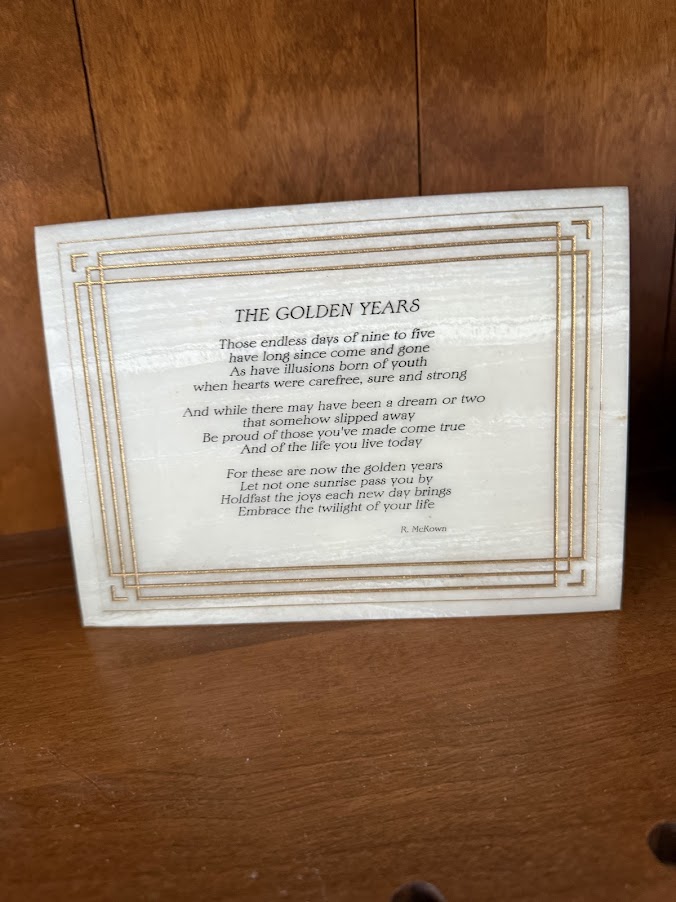 THE GOLDEN YEARS
Those endless days of nine to five
have long since come and gone
As have illusions born of youth
when hearts were carefree, sure and strong
And while there may have been a dream or two
that somehow slipped away
Be proud of those you've made come true
And of the life you live today
For these are now the golden years
Let not one sunrise pass you by
Holdfast the joys each new day brings
Embrace the twilight of your life
R. McKown